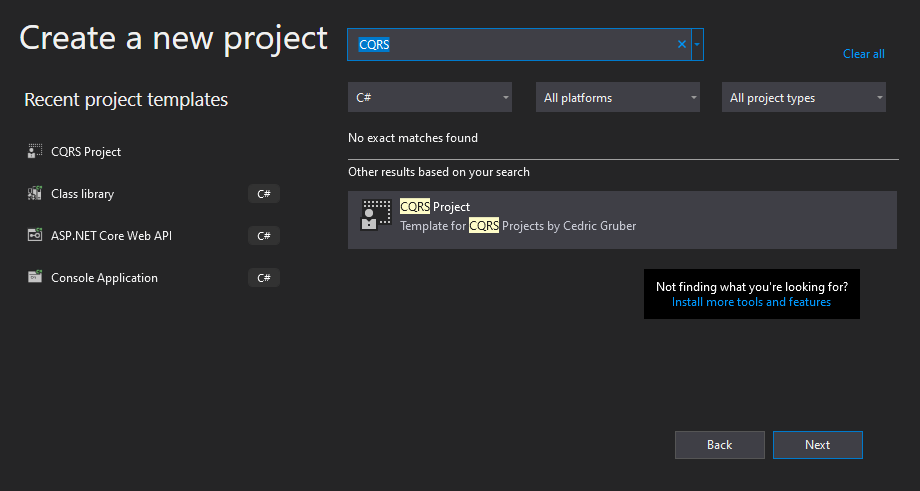 Create a new project
CQRS
Clear all
Recent project templates
C#
All platforms
All project types
No exact matches found
CQRS Project
Class library C#
ASP.NET Core Web API C#
Console Application C#
Other results based on your search
CQRS Project
Template for CQRS Projects by Cedric Gruber
Not finding what you're looking for?
Install more tools and features
Back
Next